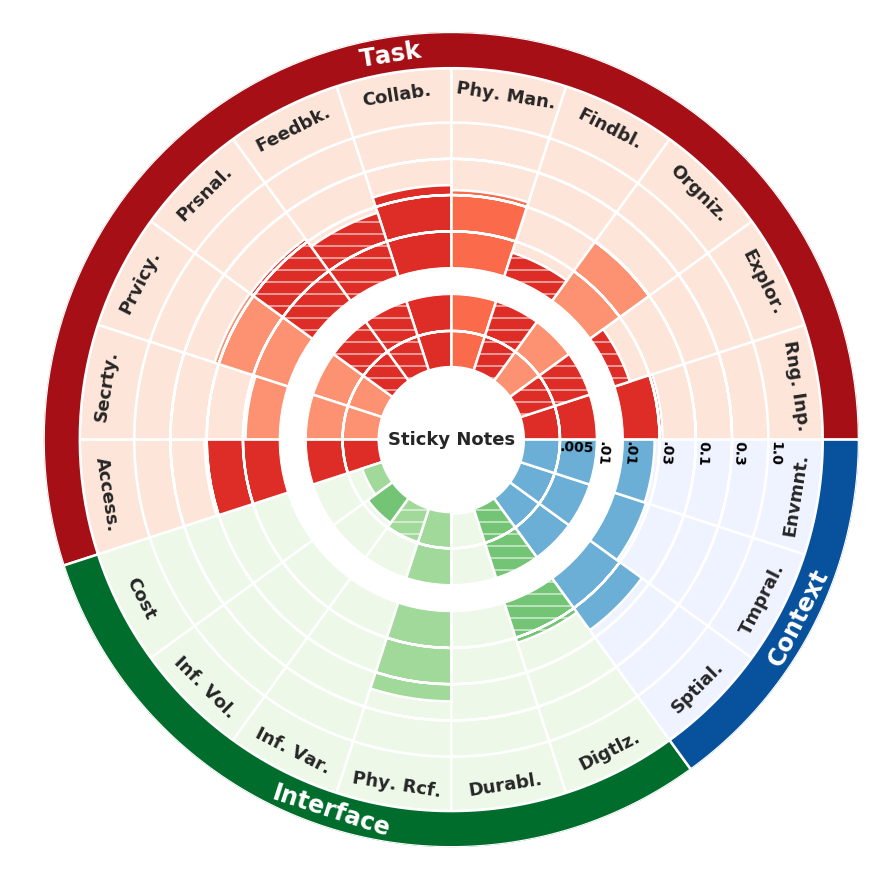 Task
Collab.
Phy. Man.
Feedbk.
Findbl.
Prsnal.
Orgniz.
Prvicy.
Explor.
Secrty.
Rng. Inp.
Sticky Notes
.005
.01
.01
.03
0.1
0.3
1.0
Access.
Envmnt.
Cost
Tmpral.
Context
Inf. Vol.
Sptial.
Inf. Var.
Digtlz.
Phy. Rcf.
Durabl.
Interface